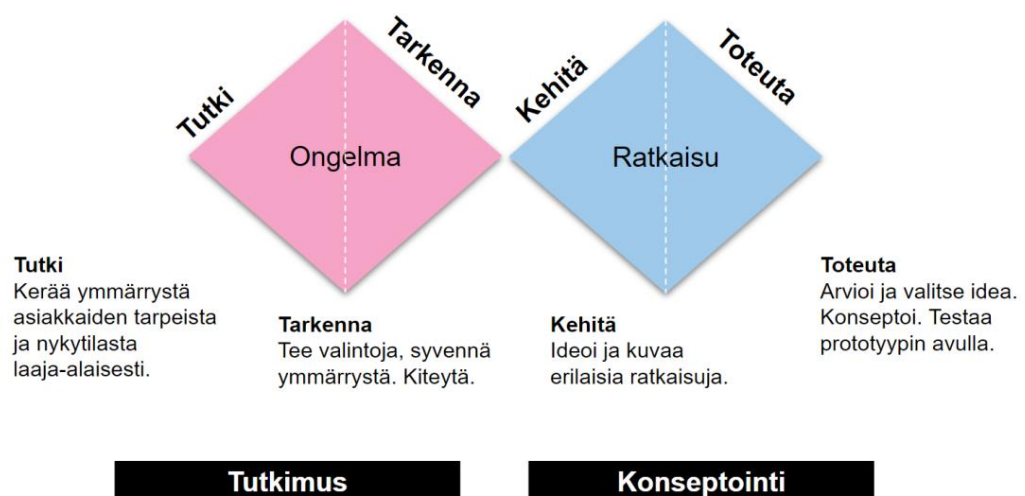 Tutki
Tarkenna
Kehitä
Toteuta
Ongelma
Ratkaisu
Tutki
Kerää ymmärrystä
asiakkaiden tarpeista
ja nykytilasta
laaja-alaisesti.
Tarkenna
Tee valintoja, syvennä
ymmärrystä. Kiteytä.
Kehitä
Ideoi ja kuvaa
erilaisia ratkaisuja.
Toteuta
Arvioi ja valitse idea.
Konseptoi. Testaa
prototyypin avulla.
Tutkimus
Konseptointi